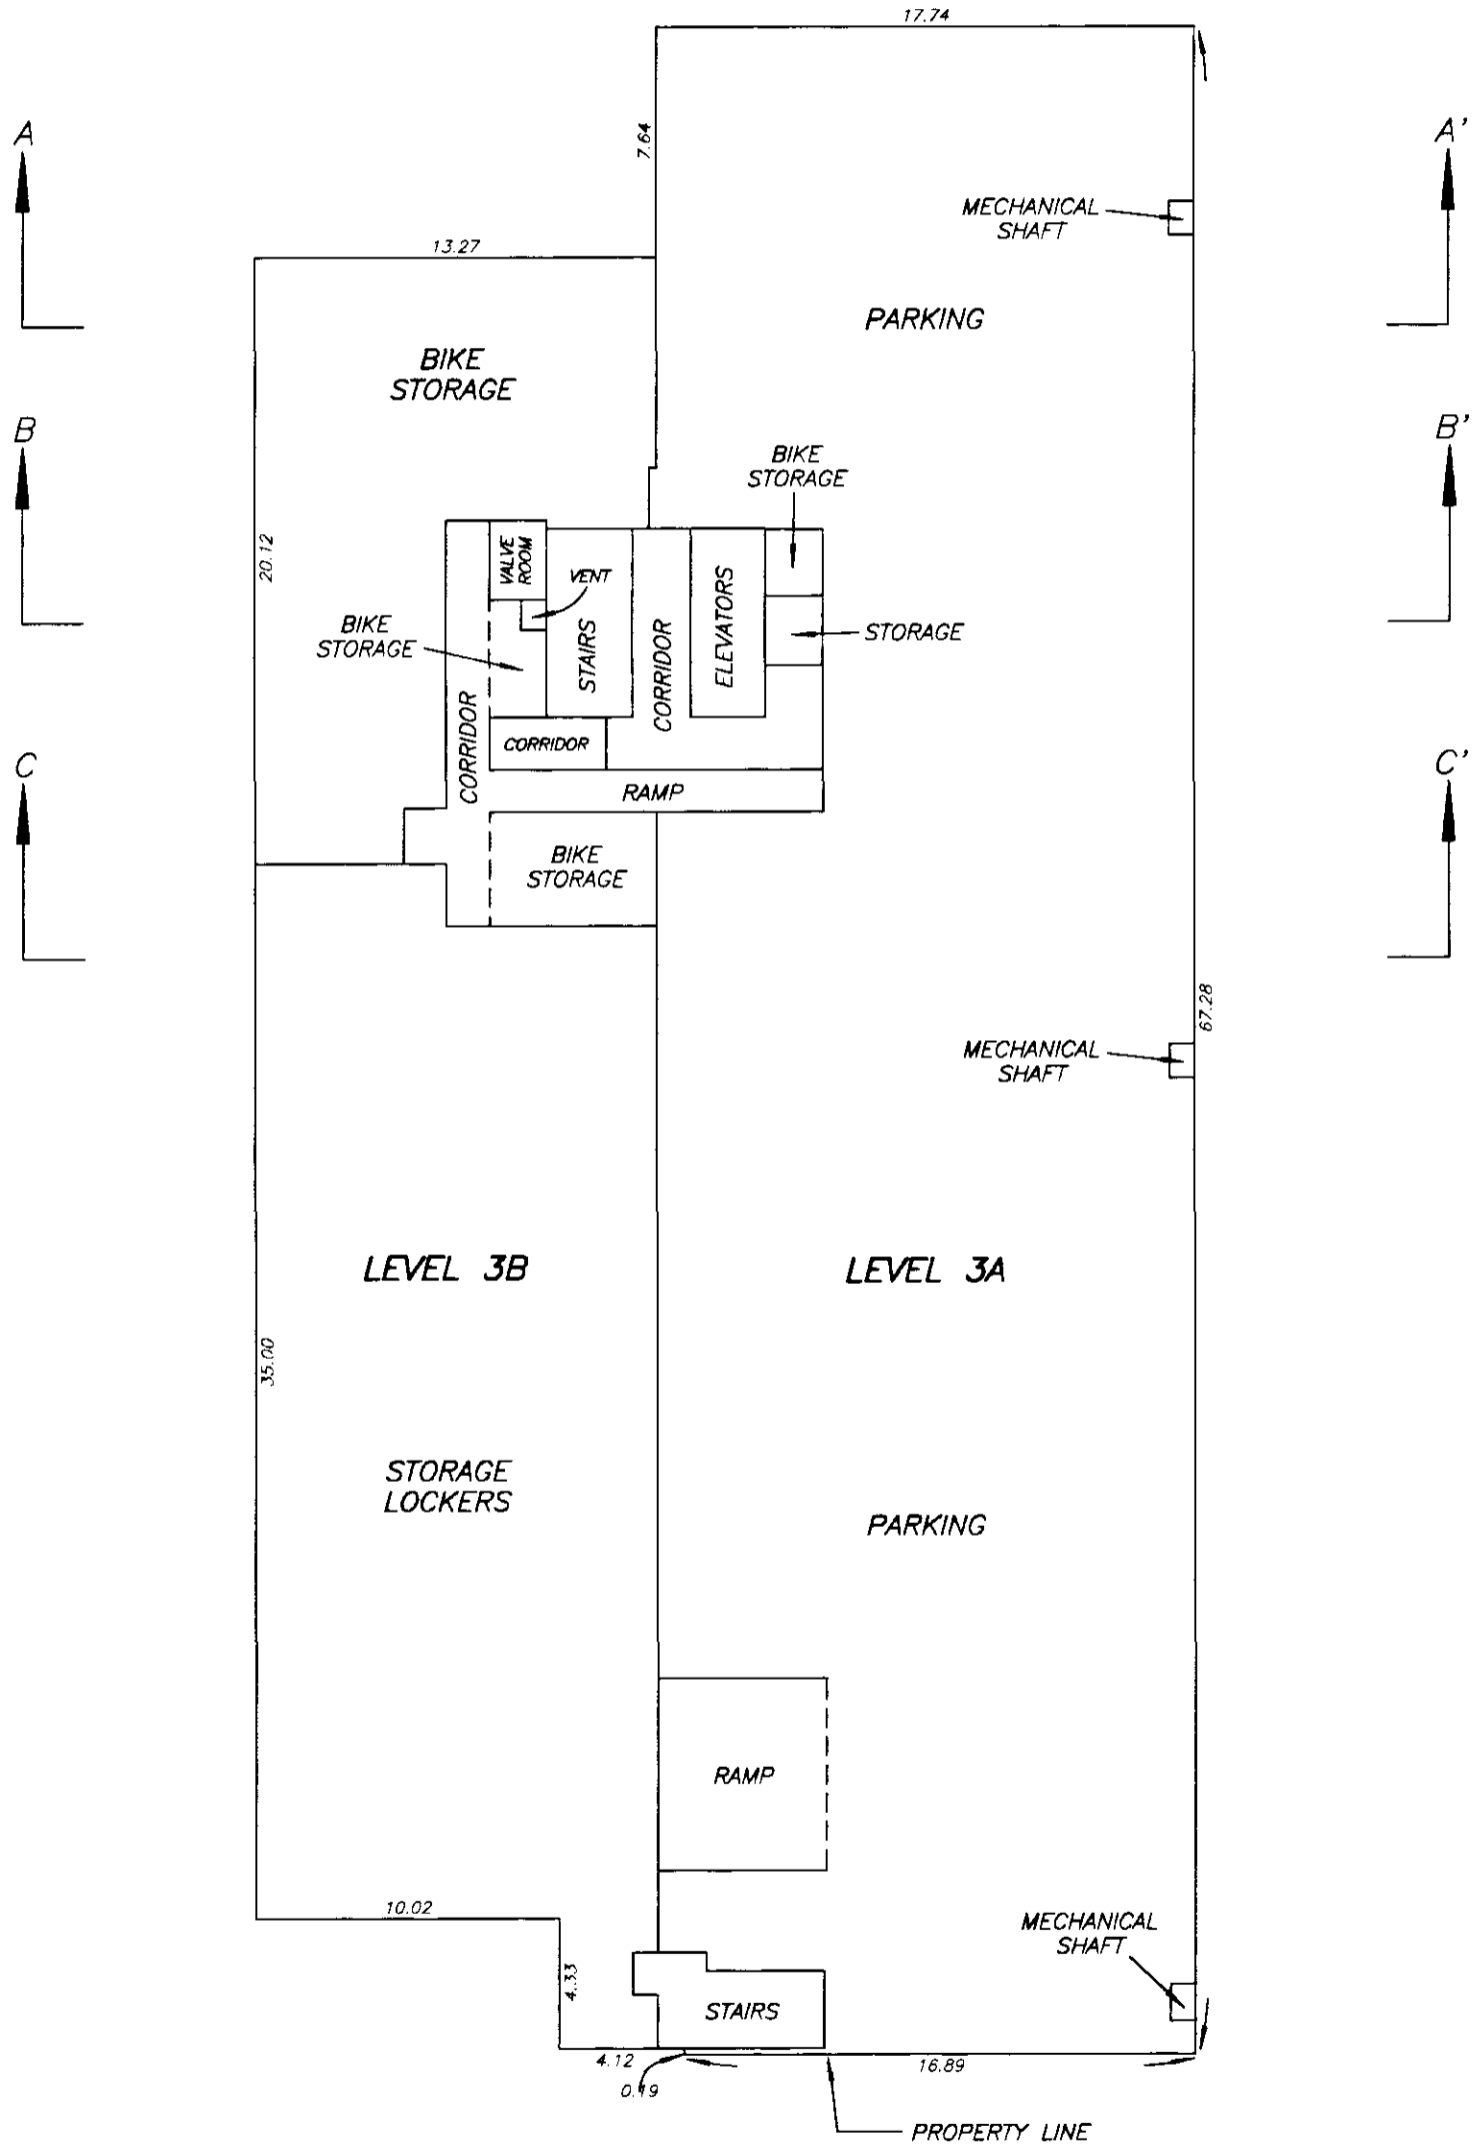 17.74
A
A'
7.64
MECHANICAL
SHAFT
13.27
PARKING
BIKE
STORAGE
B
B'
BIKE
STORAGE
20.12
VALVE
ROOM
VENT
STAIRS
CORRIDOR
ELEVATORS
STORAGE
BIKE
STORAGE
CORRIDOR
CORRIDOR
RAMP
C
C'
BIKE
STORAGE
67.28
MECHANICAL
SHAFT
LEVEL 3B
LEVEL 3A
35.00
STORAGE
LOCKERS
PARKING
RAMP
10.02
MECHANICAL
SHAFT
4.33
STAIRS
4.12
16.89
0.19
PROPERTY LINE